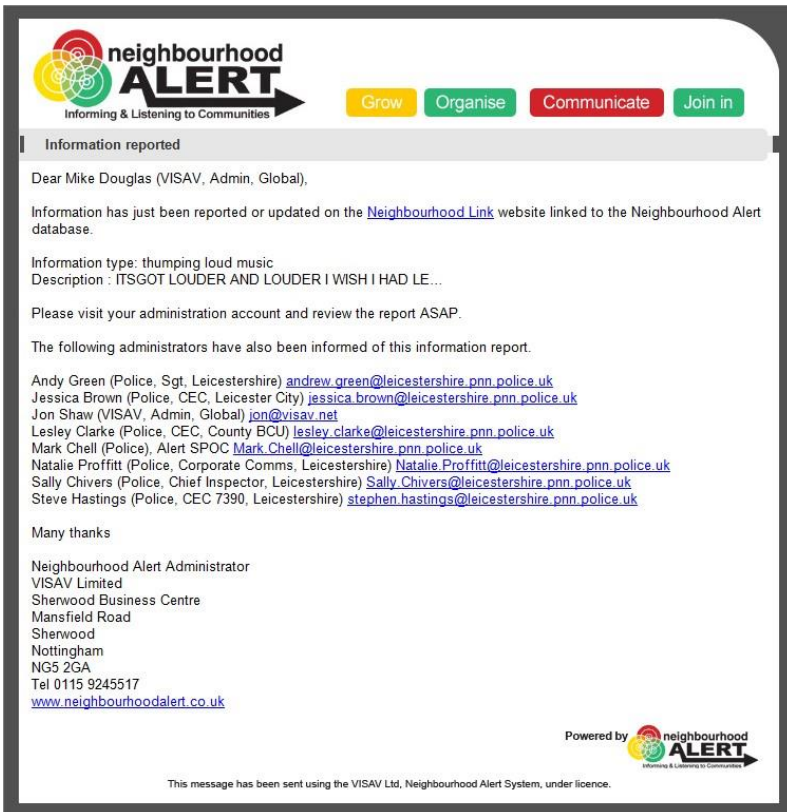 neighbourhood
ALERT
Informing & Listening to Communities
Grow Organise Communicate Join in
Information reported
Dear Mike Douglas (VISAV, Admin, Global),
Information has just been reported or updated on the Neighbourhood Link website linked to the Neighbourhood Alert
database.
Information type: thumping loud music
Description : ITSGOT LOUDER AND LOUDER I WISH I HAD LE...
Please visit your administration account and review the report ASAP.
The following administrators have also been informed of this information report.
Andy Green (Police, Sgt, Leicestershire) andrew.green@leicestershire.pnn.police.uk
Jessica Brown (Police, CEC, Leicester City) jessica.brown@leicestershire.pnn.police.uk
Jon Shaw (VISAV, Admin, Global) jon@visav.net
Lesley Clarke (Police, CEC, County BCU) lesley.clarke@leicestershire.pnn.police.uk
Mark Chell (Police), Alert SPOC Mark.Chell@leicestershire.pnn.police.uk
Natalie Proffitt (Police, Corporate Comms, Leicestershire) Natalie.Proffitt@leicestershire.pnn.police.uk
Sally Chivers (Police, Chief Inspector, Leicestershire) Sally.Chivers@leicestershire.pnn.police.uk
Steve Hastings (Police, CEC 7390, Leicestershire) stephen.hastings@leicestershire.pnn.police.uk
Many thanks
Neighbourhood Alert Administrator
VISAV Limited
Sherwood Business Centre
Mansfield Road
Sherwood
Nottingham
NG5 2GA
Tel 0115 9245517
www.neighbourhoodalert.co.uk
Powered by neighbourhood
ALERT
Informing & Listening to Communities
This message has been sent using the VISAV Ltd, Neighbourhood Alert System, under licence.